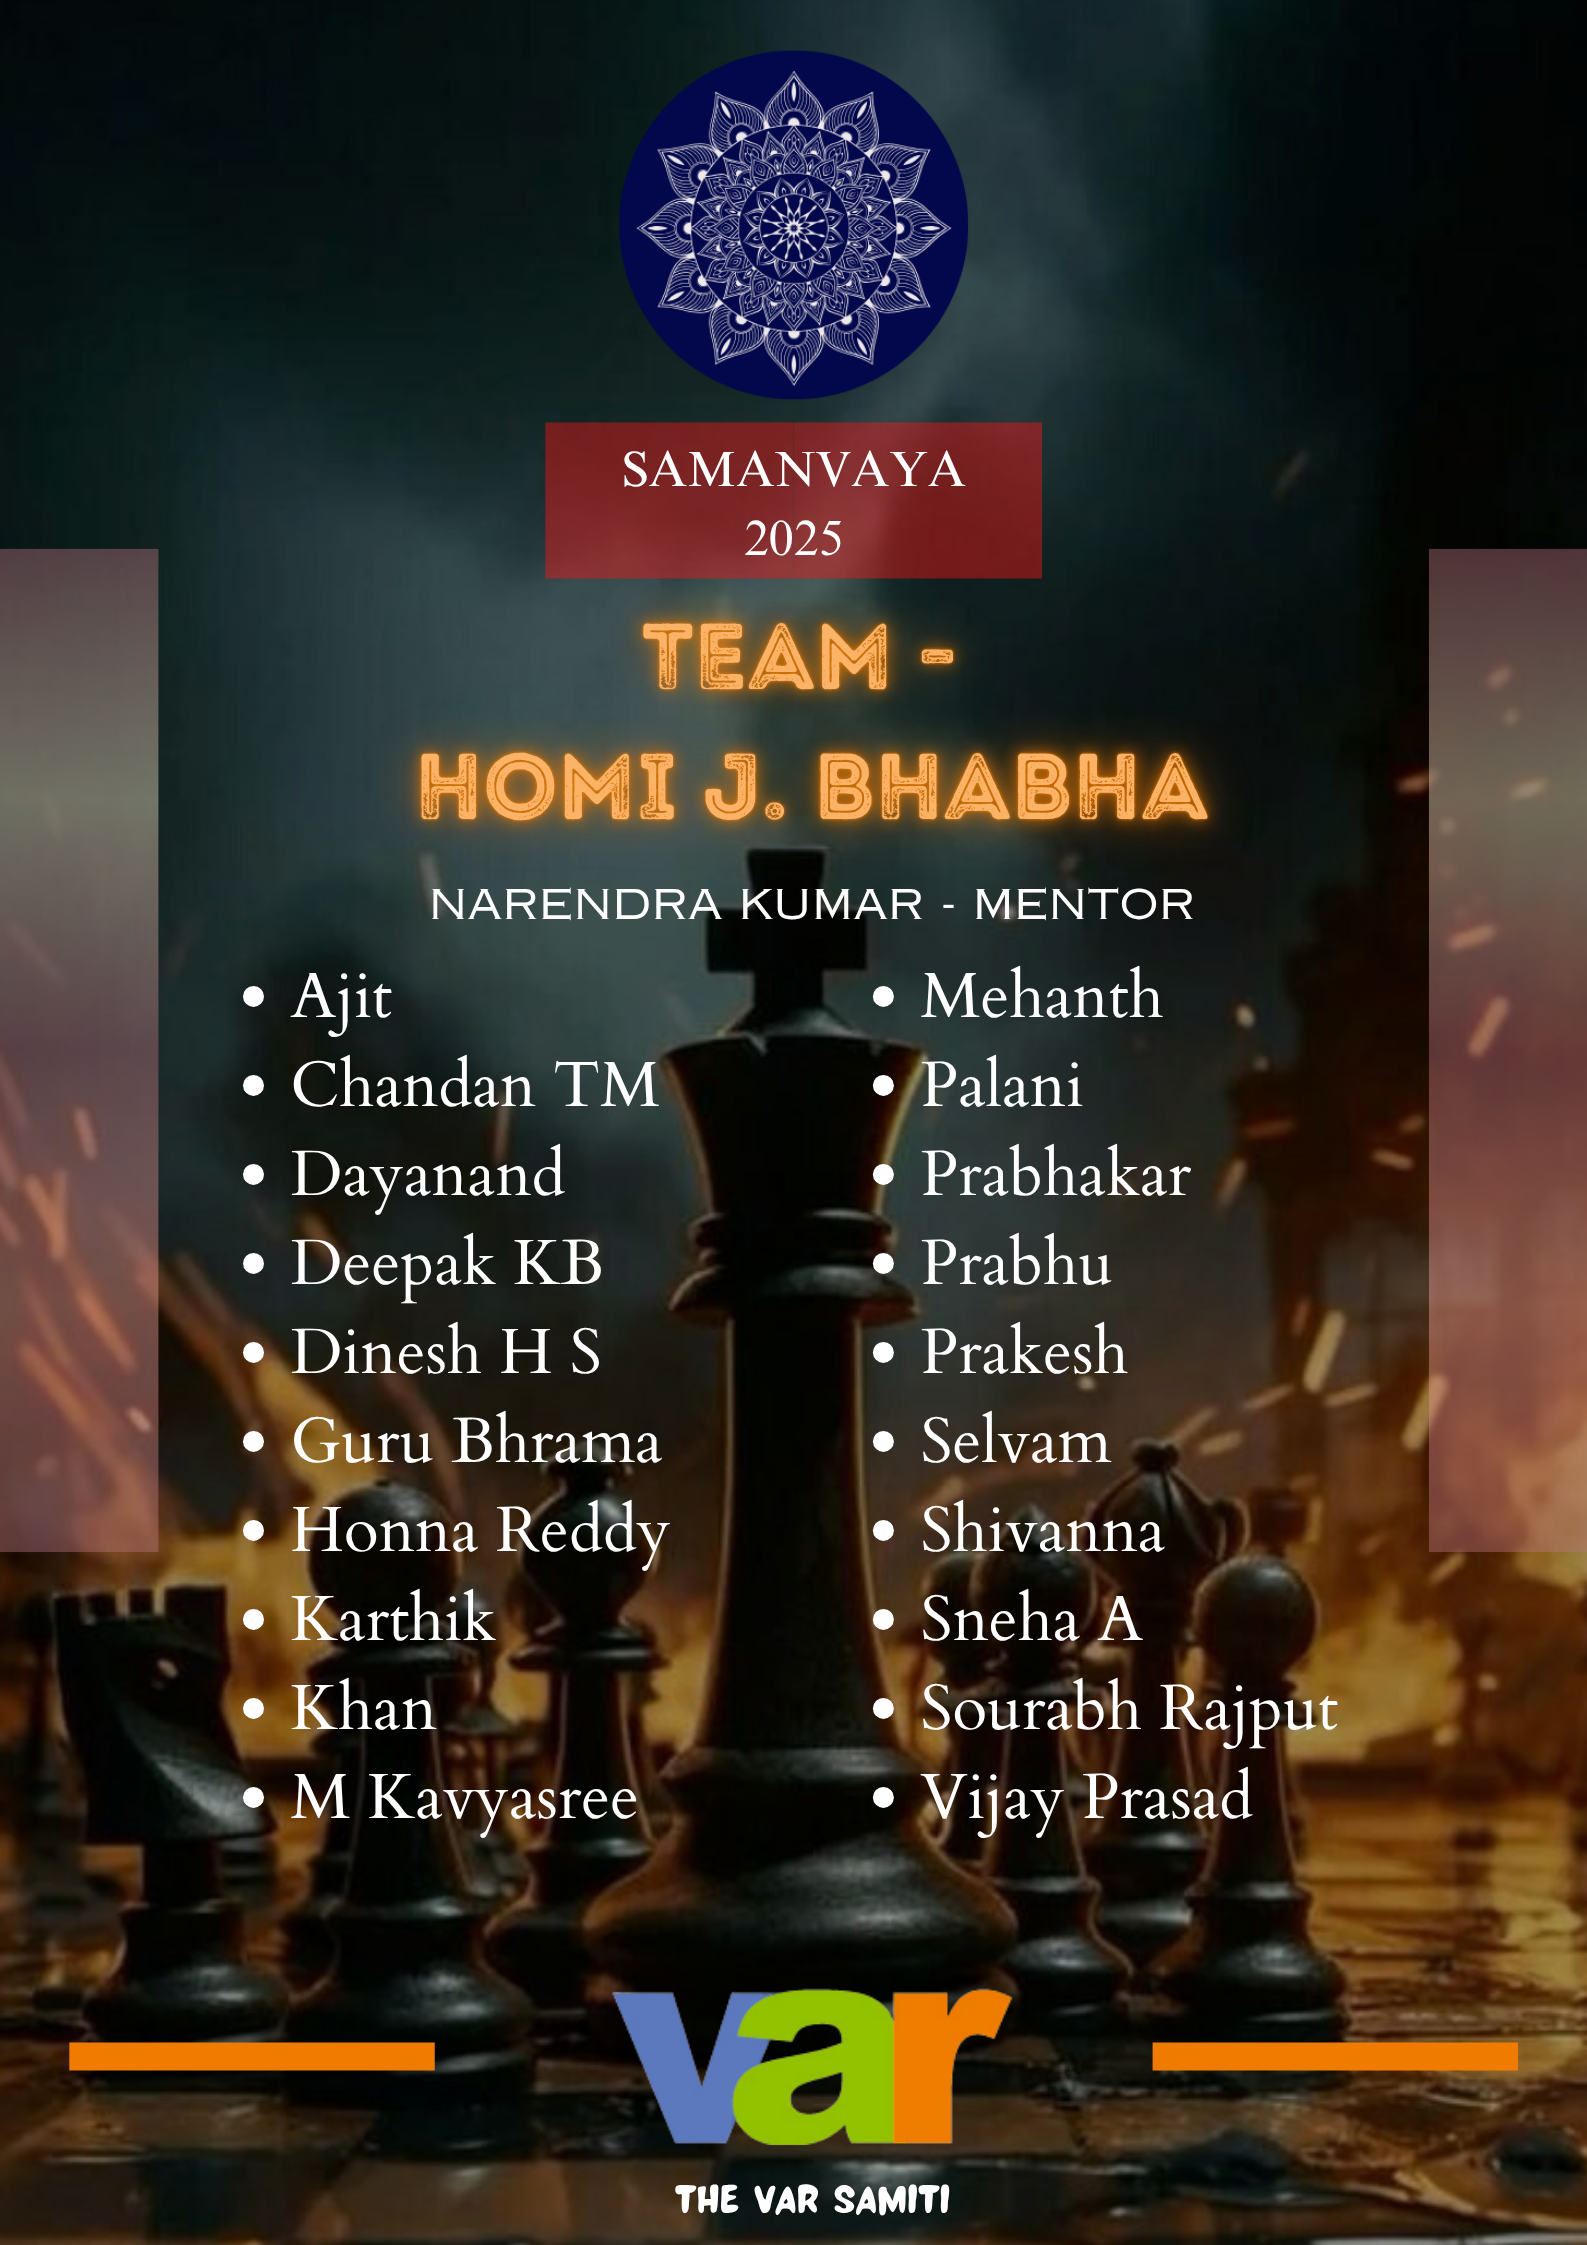 SAMANVAYA
2025
TEAM -
HOMI J. BHABHA
NARENDRA KUMAR - MENTOR
• Ajit
• Chandan TM
• Dayanand
• Deepak KB
• Dinesh H S
• Guru Bhrama
• Honna Reddy
• Karthik
• Khan
• M Kavyasree
• Mehanth
• Palani
• Prabhakar
• Prabhu
• Prakesh
• Selvam
• Shivanna
• Sneha A
• Sourabh Rajput
• Vijay Prasad
var
THE VAR SAMITI